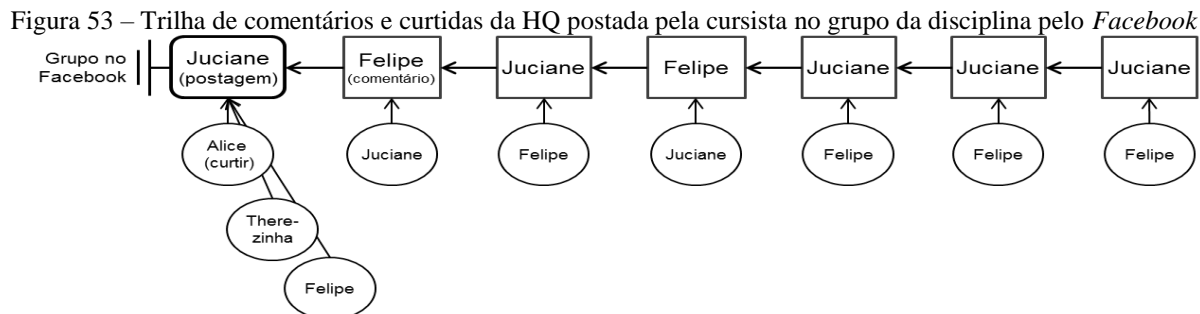 Figura 53 – Trilha de comentários e curtidas da HQ postada pela cursista no grupo da disciplina pelo Facebook
Grupo no
Facebook
Juciane
(postagem)
Felipe
(comentário)
Juciane
Felipe
Juciane
Juciane
Juciane
Alice
(curtir)
Juciane
Felipe
Juciane
Felipe
Felipe
Felipe
There-
zinha
Felipe